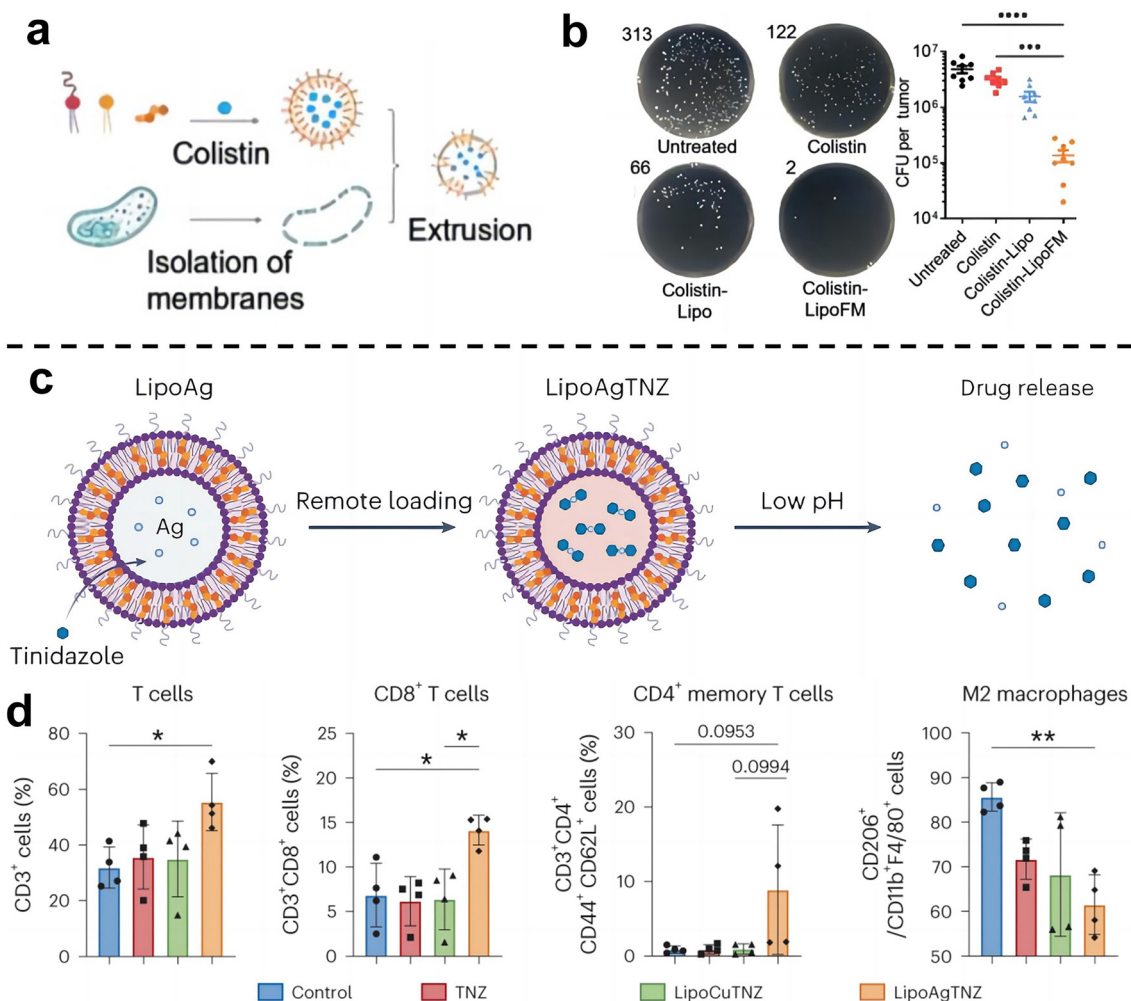 a
Colistin
Isolation of
membranes
Extrusion
b
313
122
Untreated
Colistin
66
2
Colistin-
Lipo
Colistin-
LipoFM
••••
•••
CFU per tumor
10⁷
10⁶
10⁵
10⁴
Untreated
Colistin
Colistin-Lipo
Colistin-LipoFM
c
LipoAg
LipoAgTNZ
Drug release
Ag
Remote loading
Low pH
Tinidazole
d
T cells
CD3⁺ cells (%)
80
60
40
20
0
*
CD8⁺ T cells
CD3⁺CD8⁺ cells (%)
25
20
15
10
5
0
*
*
CD4⁺ memory T cells
CD3⁺CD4⁺
CD44⁺ CD62L⁺ cells (%)
30
20
10
0
0.0953
0.0994
M2 macrophages
CD206⁺
/CD11b⁺F4/80⁺ cells
100
90
80
70
60
50
**
Control
TNZ
LipoCuTNZ
LipoAgTNZ